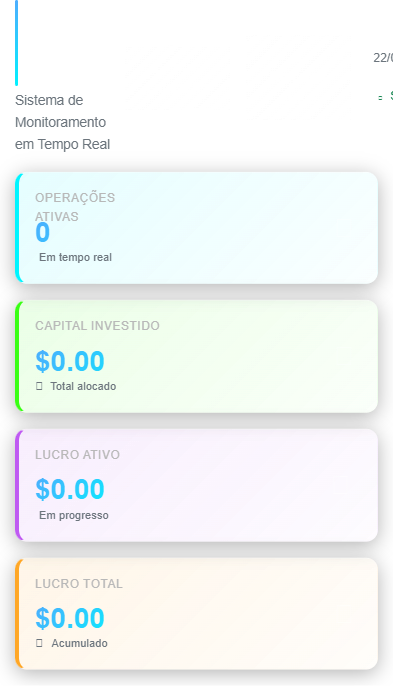 22/0
Sistema de
Monitoramento
em Tempo Real
OPERAÇÕES
ATIVAS
0
Em tempo real
CAPITAL INVESTIDO
$0.00
Total alocado
LUCRO ATIVO
$0.00
Em progresso
LUCRO TOTAL
$0.00
Acumulado